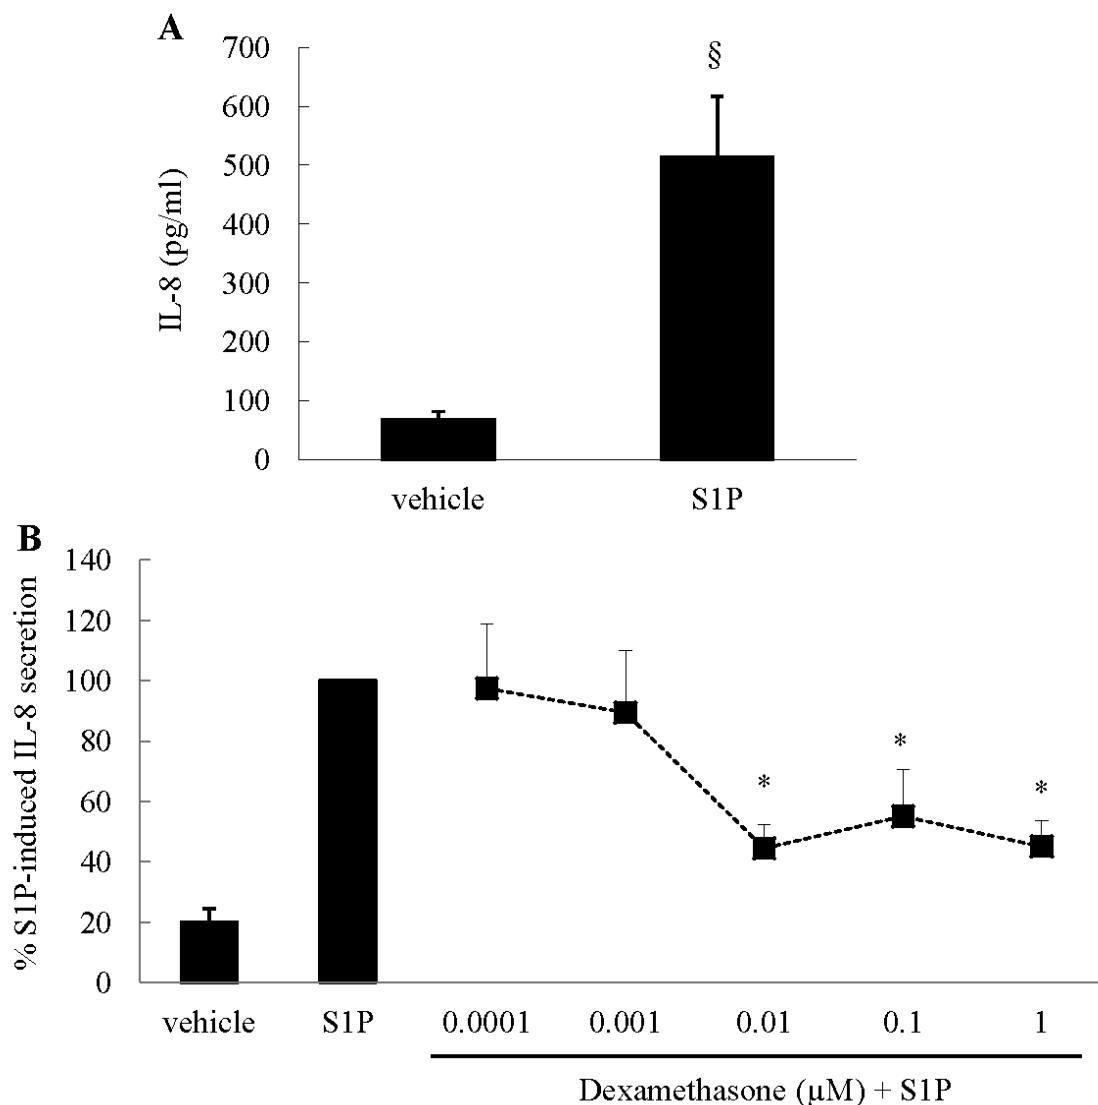 A
700
§
600
500
400
300
200
100
0
IL-8 (pg/ml)
vehicle S1P
B
140
120
100
80
60
40
20
0
% S1P-induced IL-8 secretion
*
*
*
vehicle S1P 0.0001 0.001 0.01 0.1 1
Dexamethasone (μM) + S1P